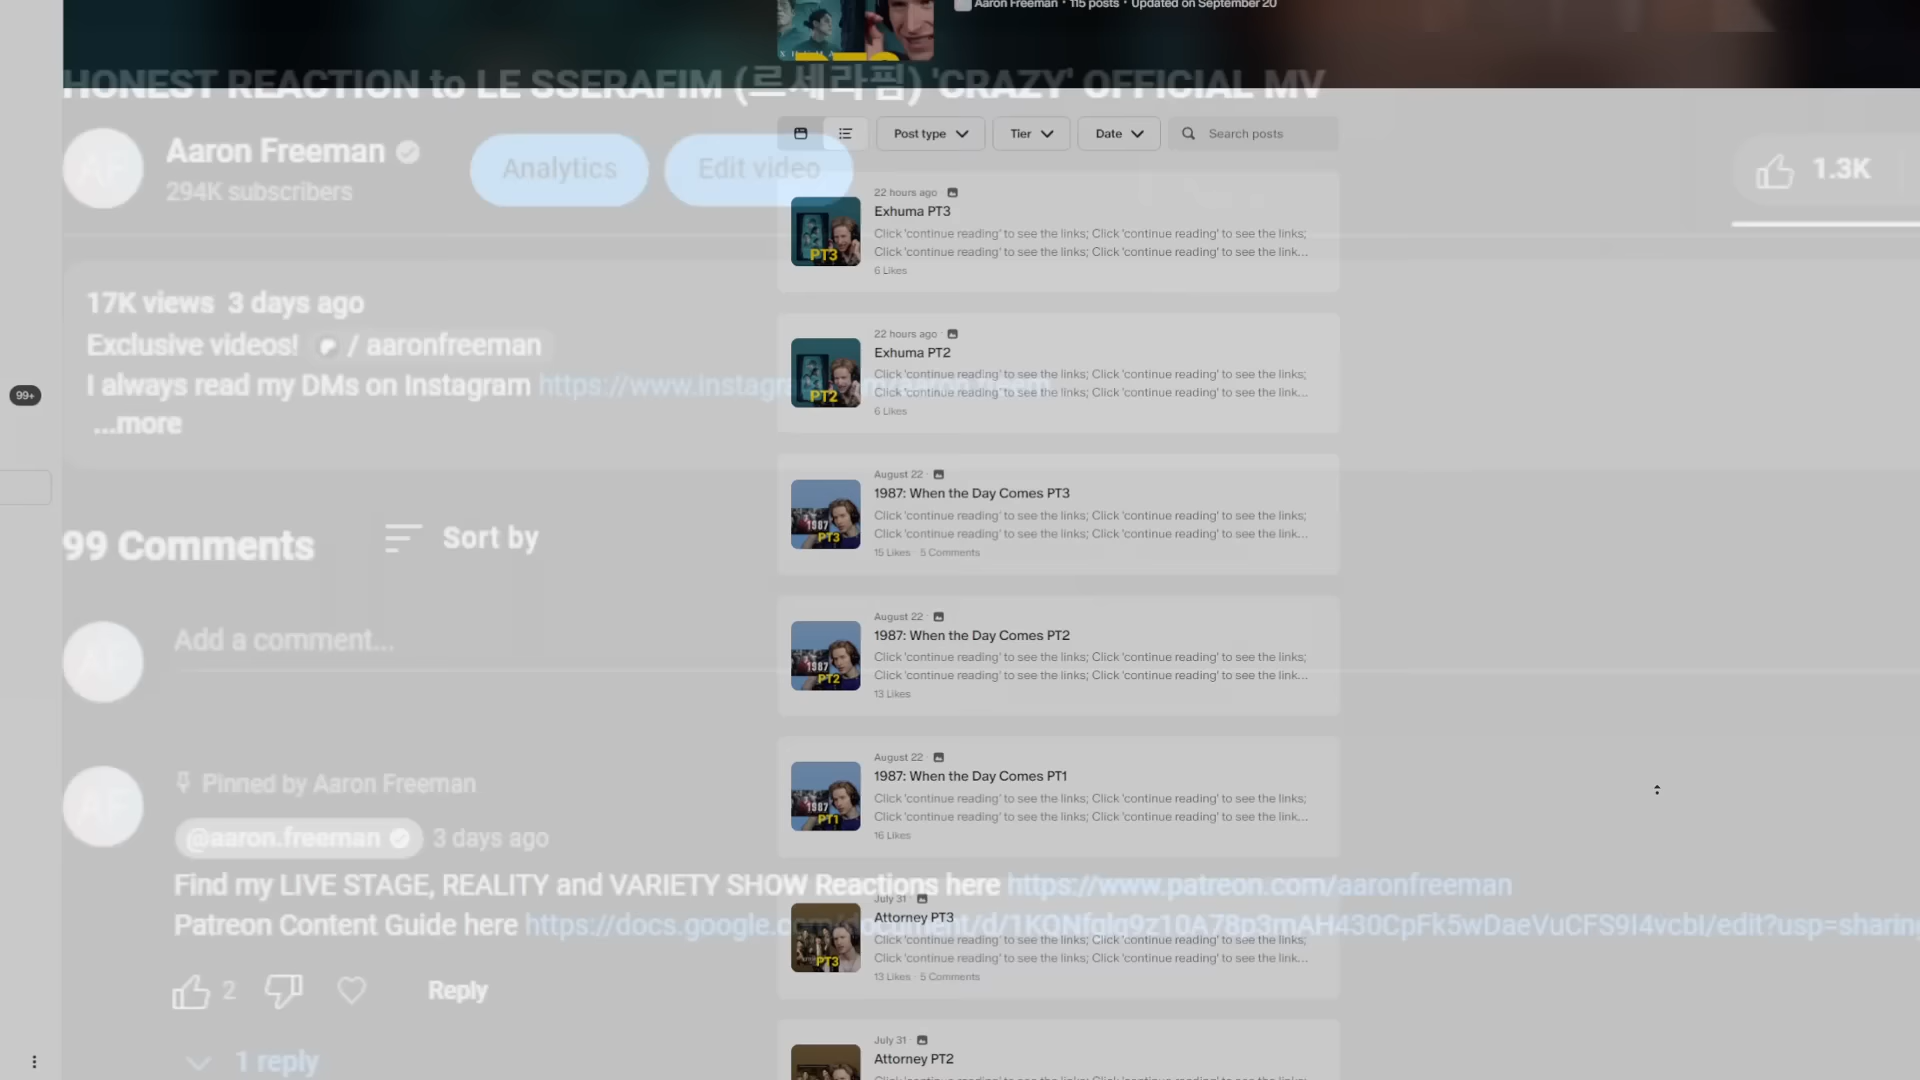 Aaron Freeman • 115 posts • Updated on September 20
HONEST REACTION to LE SSERAFIM (르세라핌) 'CRAZY' OFFICIAL MV
Aaron Freeman
294K subscribers
Analytics
Edit video
1.3K
17K views 3 days ago
Exclusive videos! / aaronfreeman
I always read my DMs on Instagram https://www.instagr
...more
99+
99 Comments
Sort by
Add a comment...
Pinned by Aaron Freeman
@aaron.freeman 3 days ago
Find my LIVE STAGE, REALITY and VARIETY SHOW Reactions here https://www.patreon.com/aaronfreeman
Patreon Content Guide here
2
Reply
1 reply
Post type
Tier
Date
Search posts
22 hours ago
Exhuma PT3
Click 'continue reading' to see the links; Click 'continue reading' to see the links;
Click 'continue reading' to see the links; Click 'continue reading' to see the link...
6 Likes
PT3
22 hours ago
Exhuma PT2
Click 'continue reading' to see the links; Click 'continue reading' to see the links;
Click 'continue reading' to see the links; Click 'continue reading' to see the link...
6 Likes
PT2
August 22
1987: When the Day Comes PT3
Click 'continue reading' to see the links; Click 'continue reading' to see the links;
Click 'continue reading' to see the links; Click 'continue reading' to see the link...
15 Likes · 5 Comments
1987
PT3
August 22
1987: When the Day Comes PT2
Click 'continue reading' to see the links; Click 'continue reading' to see the links;
Click 'continue reading' to see the links; Click 'continue reading' to see the link...
13 Likes
1987
PT2
August 22
1987: When the Day Comes PT1
Click 'continue reading' to see the links; Click 'continue reading' to see the links;
Click 'continue reading' to see the links; Click 'continue reading' to see the link...
16 Likes
1987
PT1
July 31
Attorney PT3
Click 'continue reading' to see the links; Click 'continue reading' to see the links;
Click 'continue reading' to see the links; Click 'continue reading' to see the link...
13 Likes · 5 Comments
PT3
July 31
Attorney PT2